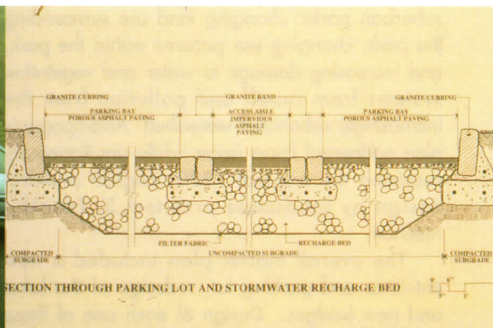 GRANITE CURBING
GRANITE BAND
GRANITE CURBING
PARKING BAY
POROUS ASPHALT PAVING
ACCESS AISLE
IMPERVIOUS
ASPHALT
PAVING
PARKING BAY
POROUS ASPHALT PAVING
FILTER FABRIC
RECHARGE BED
COMPACTED
SUBGRADE
UNCOMPACTED SUBGRADE
COMPACTED
SUBGRADE
SECTION THROUGH PARKING LOT AND STORMWATER RECHARGE BED